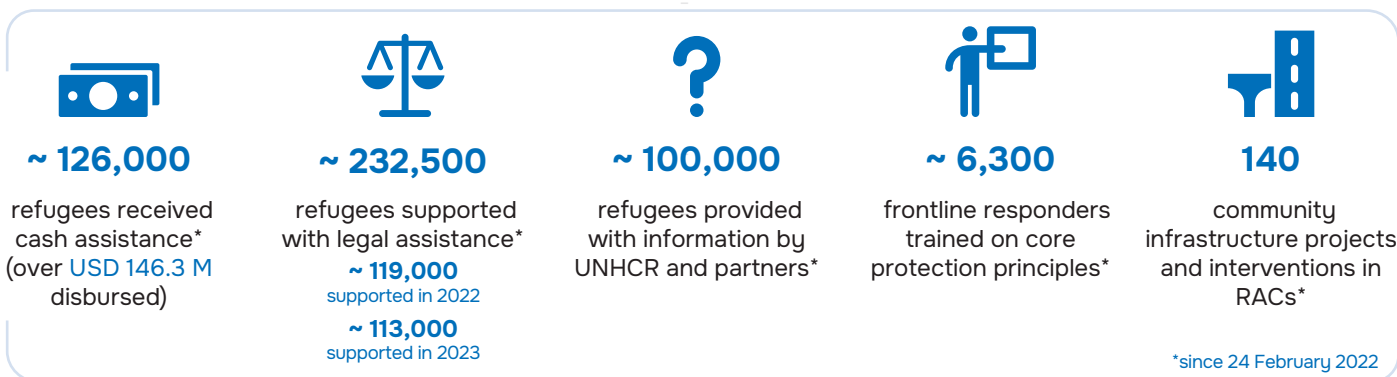 ~ 126,000
refugees received
cash assistance*
(over USD 146.3 M
disbursed)
~ 232,500
refugees supported
with legal assistance*
~ 119,000
supported in 2022
~ 113,000
supported in 2023
~ 100,000
refugees provided
with information by
UNHCR and partners*
~ 6,300
frontline responders
trained on core
protection principles*
140
community
infrastructure projects
and interventions in
RACs*
*since 24 February 2022